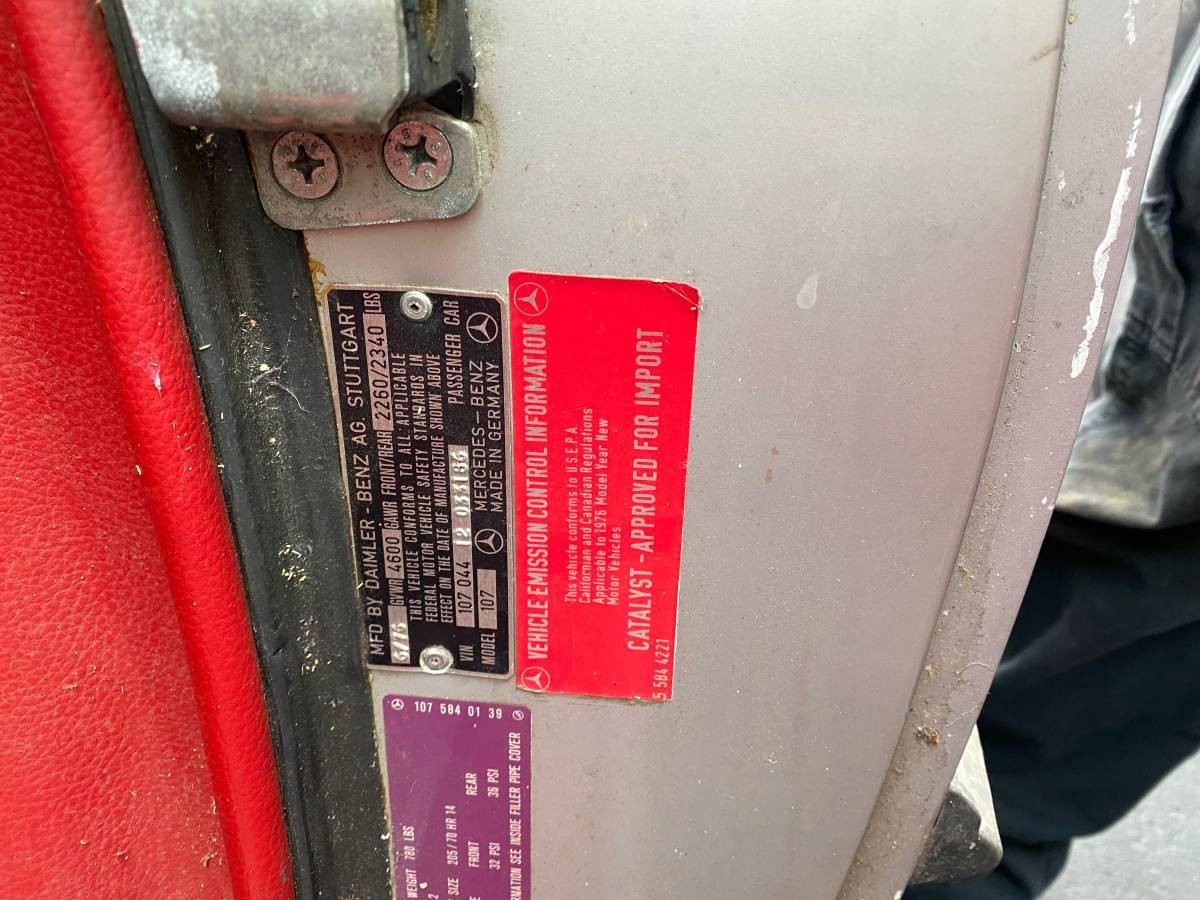 MFD BY DAIMLER - BENZ AG. STUTTGART
6/76 GVWR 4600 GAWR FRONT/REAR 2260/2340 LBS
THIS VEHICLE CONFORMS TO ALL APPLICABLE
FEDERAL MOTOR VEHICLE SAFETY STANDARDS IN
EFFECT ON THE DATE OF MANUFACTURE SHOWN ABOVE
VIN 107 044 12 033186 PASSENGER CAR
MODEL 107 MERCEDES-BENZ
MADE IN GERMANY
VEHICLE EMISSION CONTROL INFORMATION
This vehicle conforms to U.S.E.P.A.
Californian and Canadian Regulations
Applicable to 1976 Model Year New
Motor Vehicles.
CATALYST - APPROVED FOR IMPORT
5 584 4221
107 584 01 39
WEIGHT 780 LBS
2
SIZE 205/70 HR 14
FRONT REAR
32 PSI 36 PSI
SEE INSIDE FILLER PIPE COVER